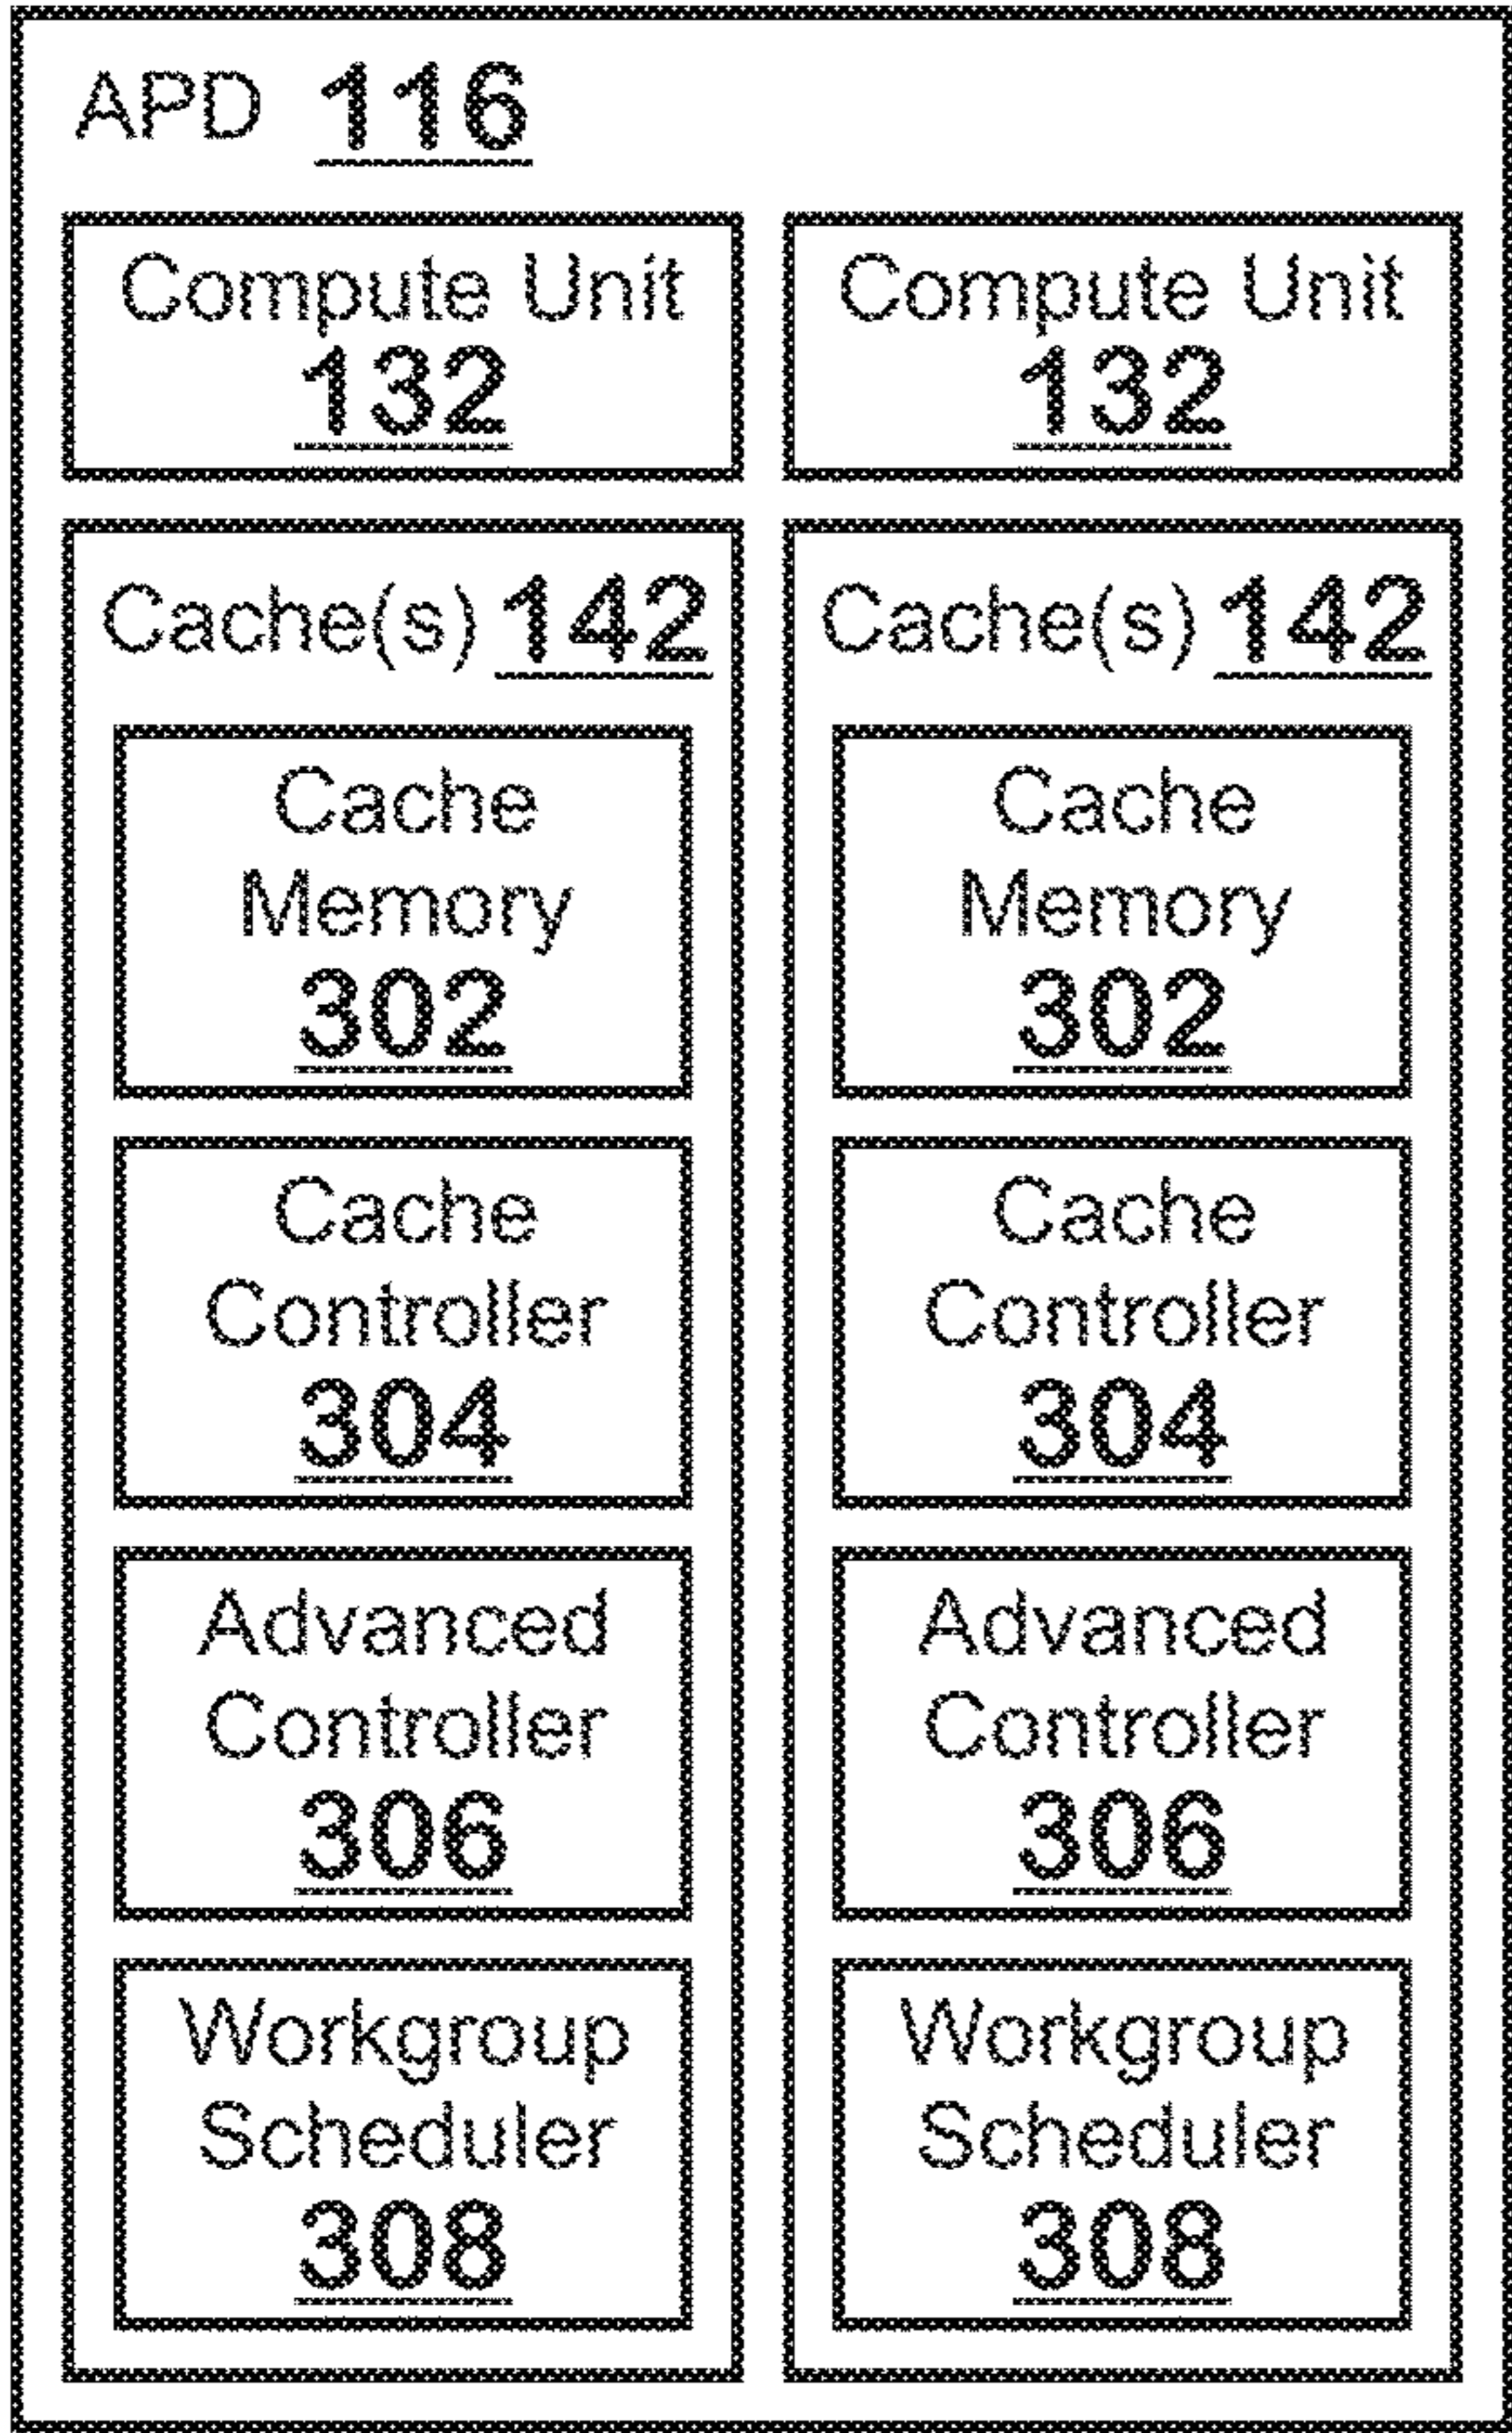 APD 116
Compute Unit
132
Compute Unit
132
Cache(s) 142
Cache
Memory
302
Cache
Controller
304
Advanced
Controller
306
Workgroup
Scheduler
308
Cache(s) 142
Cache
Memory
302
Cache
Controller
304
Advanced
Controller
306
Workgroup
Scheduler
308